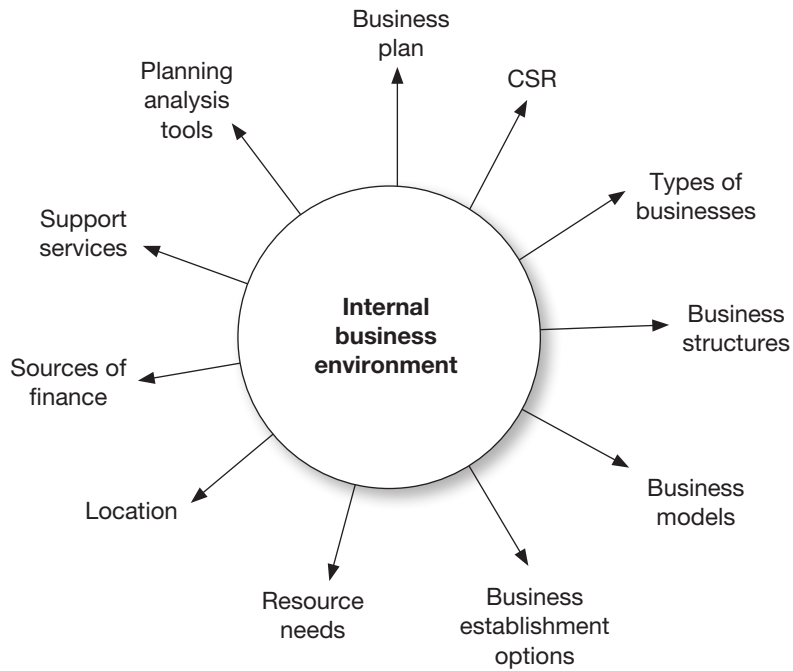 Business
plan
CSR
Types of
businesses
Business
structures
Business
models
Business
establishment
options
Resource
needs
Location
Sources of
finance
Support
services
Planning
analysis
tools
Internal
business
environment